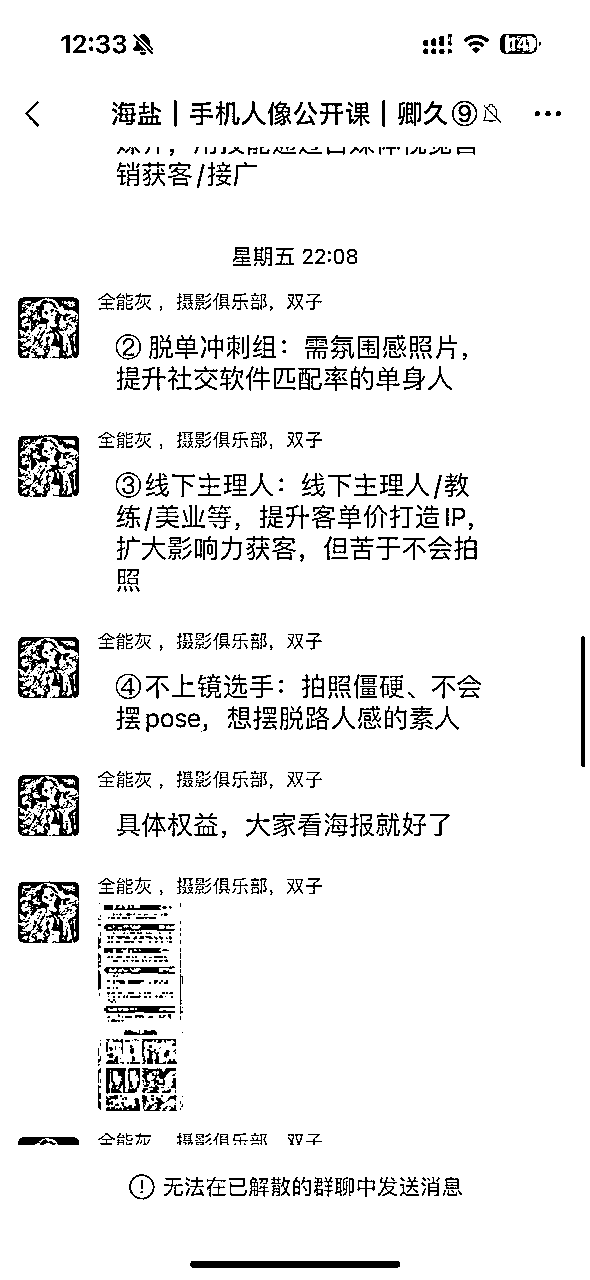 12:33
海盐｜手机人像公开课｜卿久⑨
销获客/接广
星期五 22:08
全能灰，摄影俱乐部，双子
② 脱单冲刺组：需氛围感照片，
提升社交软件匹配率的单身人
全能灰，摄影俱乐部，双子
③线下主理人：线下主理人/教
练/美业等，提升客单价打造IP，
扩大影响力获客，但苦于不会拍
照
全能灰，摄影俱乐部，双子
④不上镜选手：拍照僵硬、不会
摆pose，想摆脱路人感的素人
全能灰，摄影俱乐部，双子
具体权益，大家看海报就好了
全能灰，摄影俱乐部，双子
全能灰，摄影俱乐部，双子
无法在已解散的群聊中发送消息